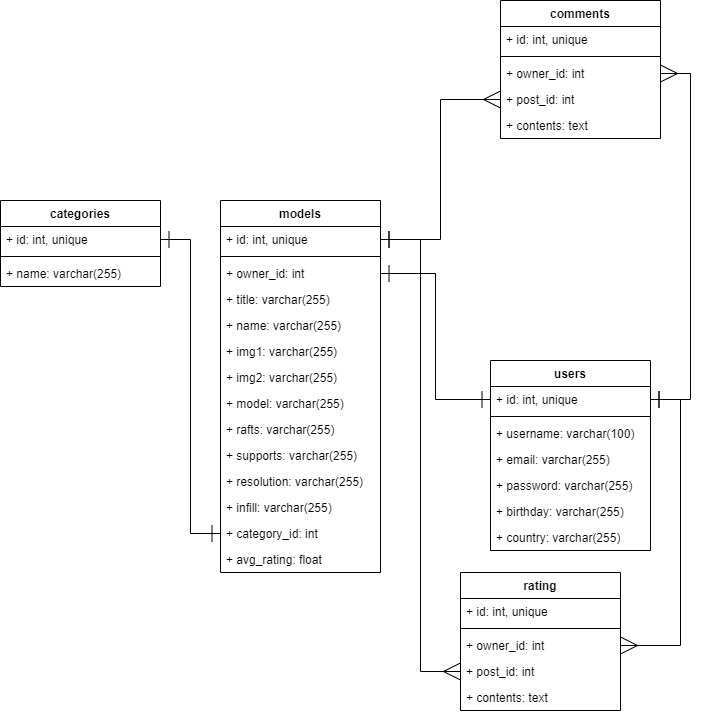 comments
+ id: int, unique
+ owner_id: int
+ post_id: int
+ contents: text
categories
+ id: int, unique
+ name: varchar(255)
models
+ id: int, unique
+ owner_id: int
+ title: varchar(255)
+ name: varchar(255)
+ img1: varchar(255)
+ img2: varchar(255)
+ model: varchar(255)
+ rafts: varchar(255)
+ supports: varchar(255)
+ resolution: varchar(255)
+ infill: varchar(255)
+ category_id: int
+ avg_rating: float
users
+ id: int, unique
+ username: varchar(100)
+ email: varchar(255)
+ password: varchar(255)
+ birthday: varchar(255)
+ country: varchar(255)
rating
+ id: int, unique
+ owner_id: int
+ post_id: int
+ contents: text